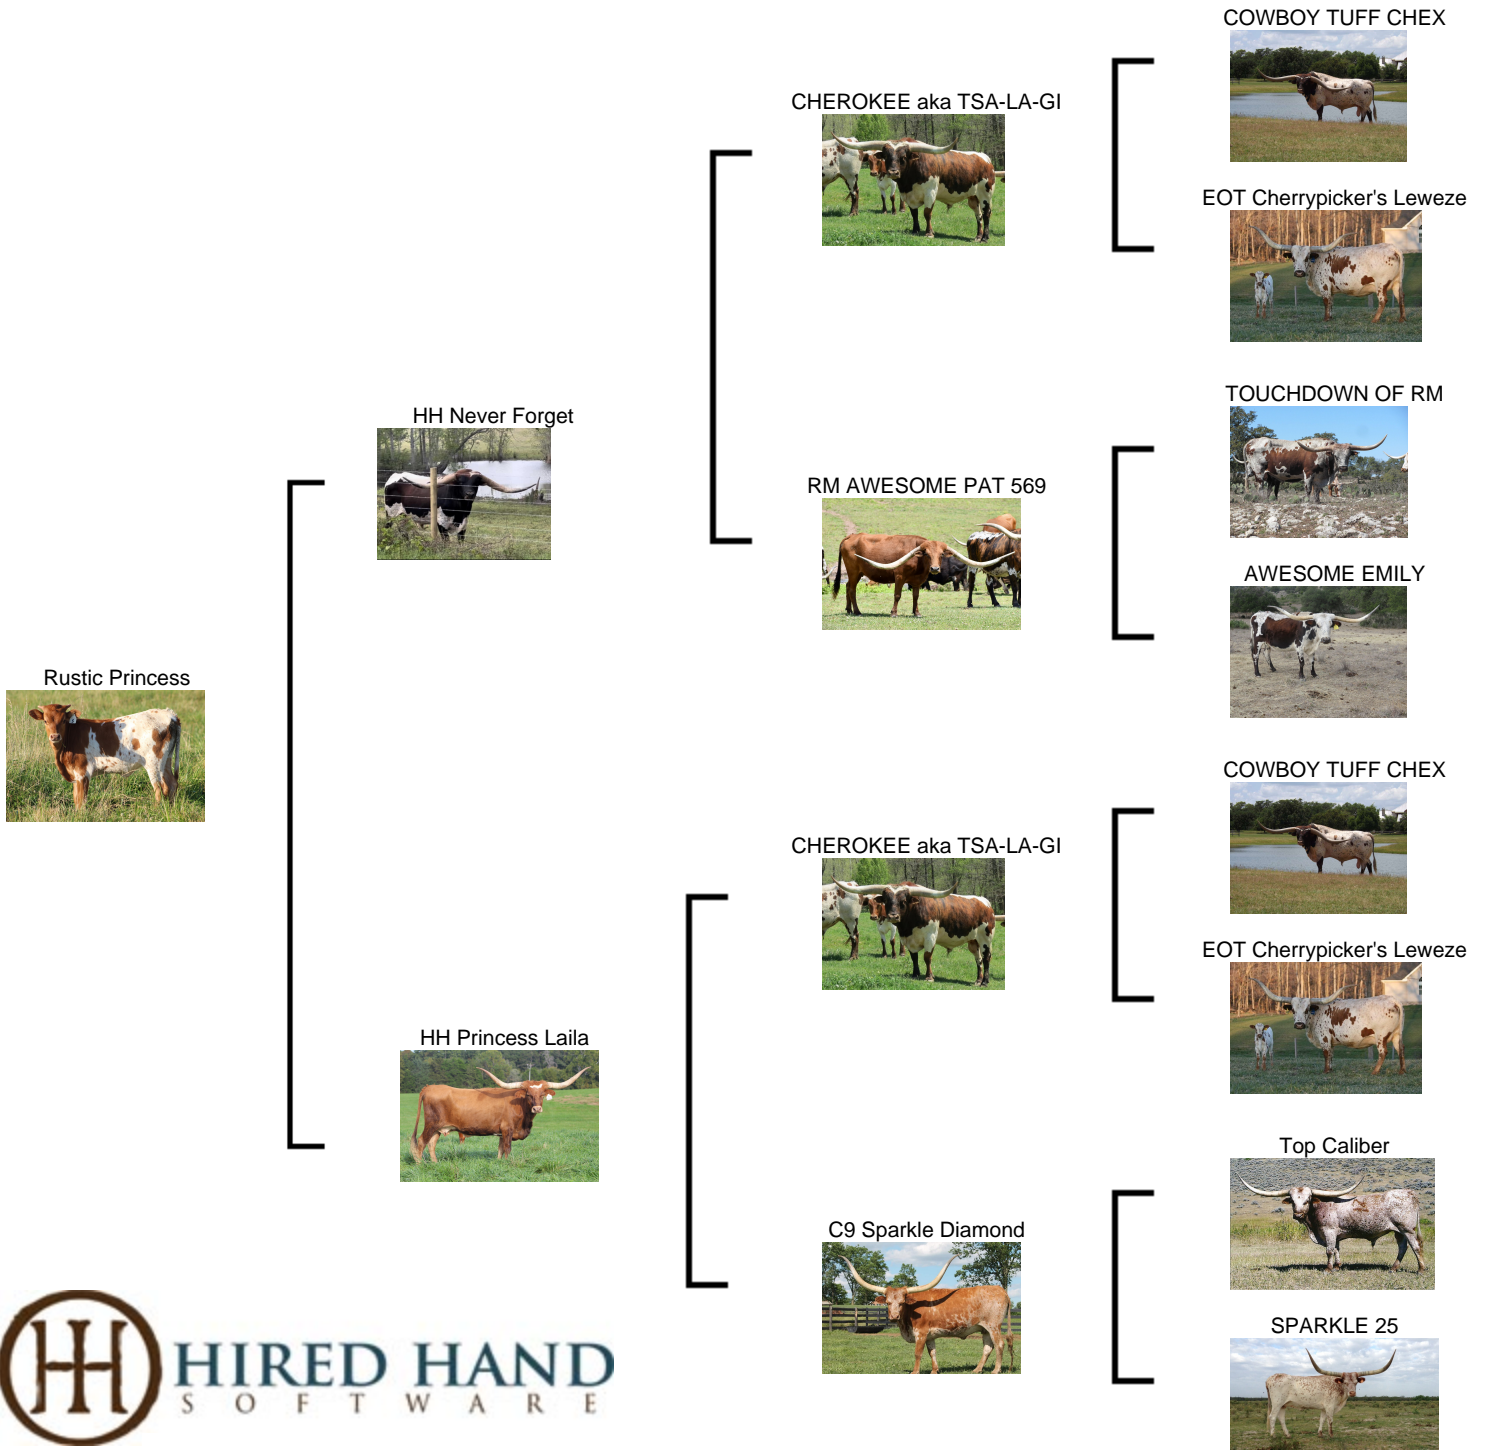 COWBOY TUFF CHEX
CHEROKEE aka TSA-LA-GI
EOT Cherrypicker's Leweze
HH Never Forget
TOUCHDOWN OF RM
RM AWESOME PAT 569
AWESOME EMILY
Rustic Princess
COWBOY TUFF CHEX
CHEROKEE aka TSA-LA-GI
EOT Cherrypicker's Leweze
HH Princess Laila
Top Caliber
C9 Sparkle Diamond
SPARKLE 25
HIRED HAND
SOFTWARE